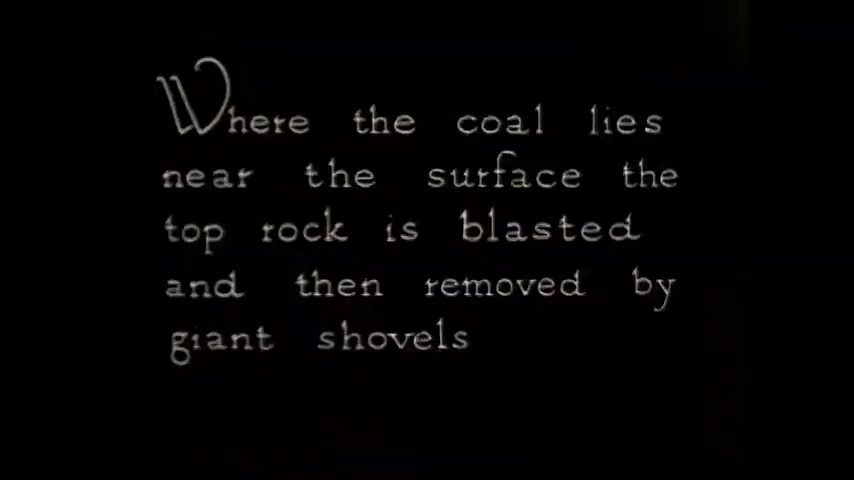 Where the coal lies
near the surface the
top rock is blasted
and then removed by
giant shovels